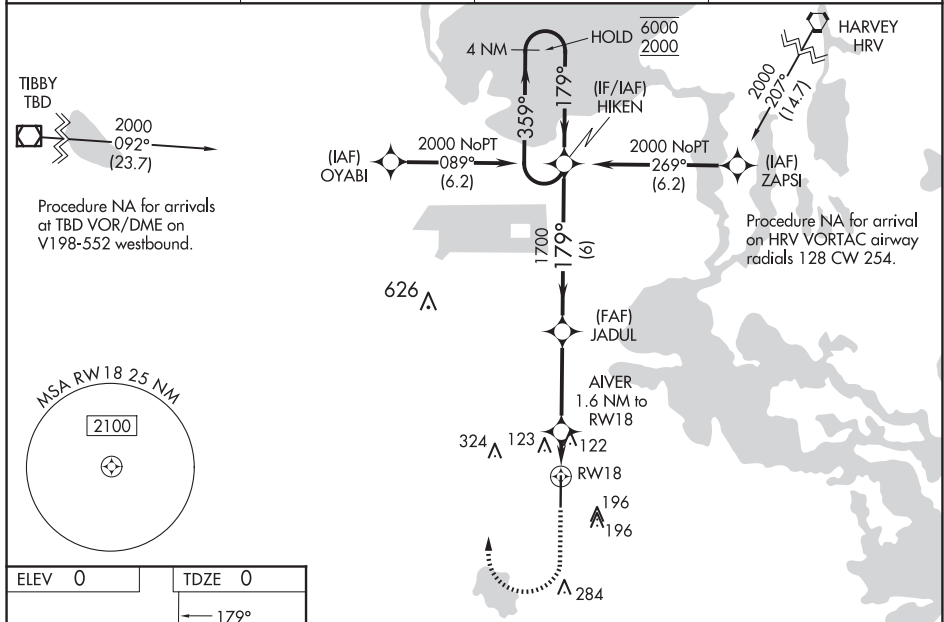 HARVEY
HRV
HOLD
6000
2000
4 NM
TIBBY
TBD
2000
092°
(23.7)
Procedure NA for arrivals
at TBD VOR/DME on
V198-552 westbound.
359°
179°
(IF/IAF)
HIKEN
2000
207°
(14.7)
(IAF)
OYABI
2000 NoPT
089°
(6.2)
2000 NoPT
269°
(6.2)
(IAF)
ZAPSI
Procedure NA for arrival
on HRV VORTAC airway
radials 128 CW 254.
1700
179°
(6)
626
(FAF)
JADUL
MSA RW18 25 NM
2100
AIVER
1.6 NM to
RW18
324
123
122
RW18
196
196
284
ELEV 0
TDZE 0
179°